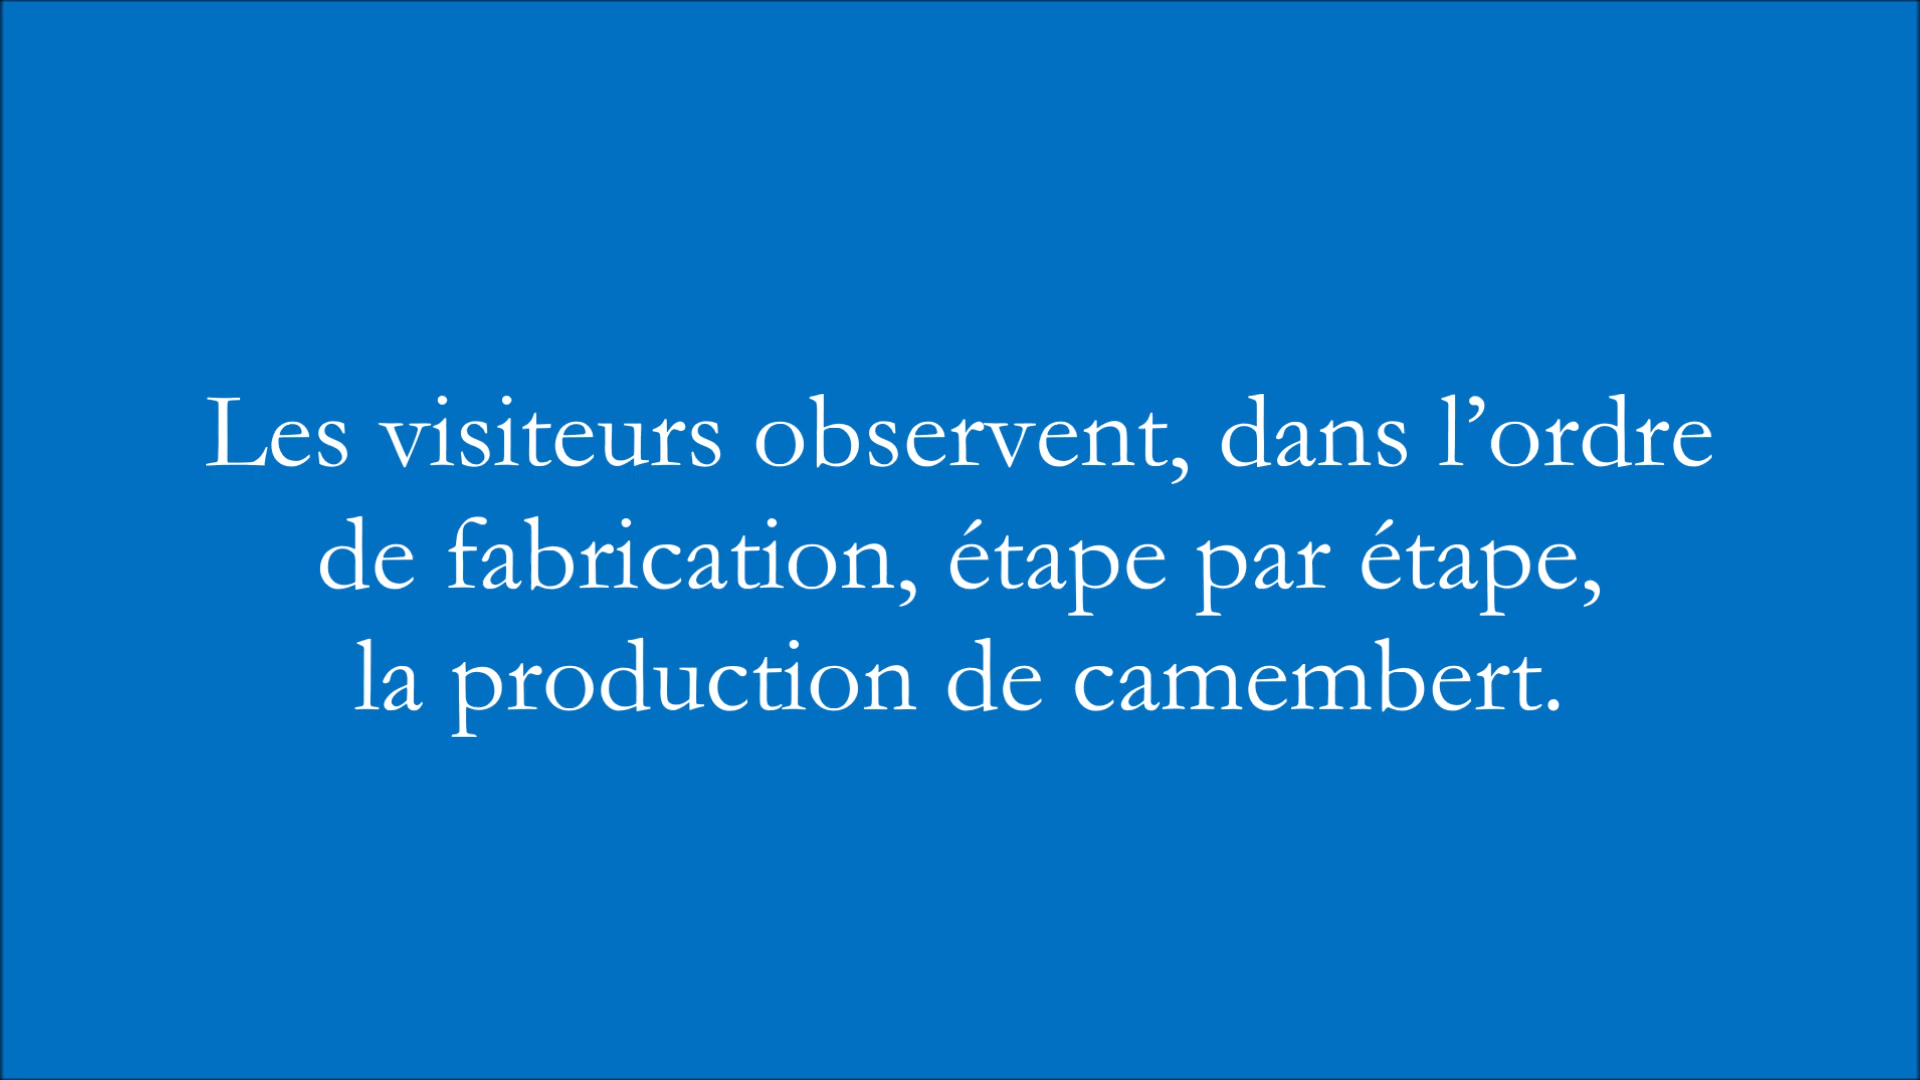 Les visiteurs observent, dans l’ordre
de fabrication, étape par étape,
la production de camembert.